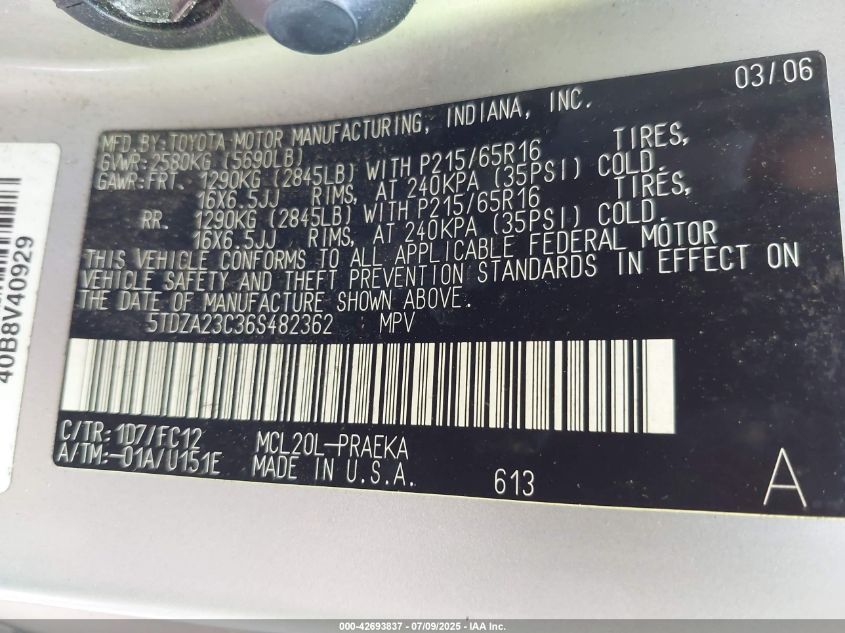 03/06
MFD. BY: TOYOTA MOTOR MANUFACTURING, INDIANA, INC.
GVWR: 2580KG (5690LB)
GAWR: FRT. 1290KG (2845LB) WITH P215/65R16 TIRES,
16X6.5JJ RIMS, AT 240KPA (35PSI) COLD.
RR. 1290KG (2845LB) WITH P215/65R16 TIRES,
16X6.5JJ RIMS, AT 240KPA (35PSI) COLD.
THIS VEHICLE CONFORMS TO ALL APPLICABLE FEDERAL MOTOR
VEHICLE SAFETY AND THEFT PREVENTION STANDARDS IN EFFECT ON
THE DATE OF MANUFACTURE SHOWN ABOVE.
5TDZA23C36S482362 MPV
C/TR: 1D7/FC12 MCL20L-PRAEKA
A/TM: -01A/U151E MADE IN U.S.A. 613 A
40B8V40929
000-42693837 / 07/09/2025 - IAA Inc.